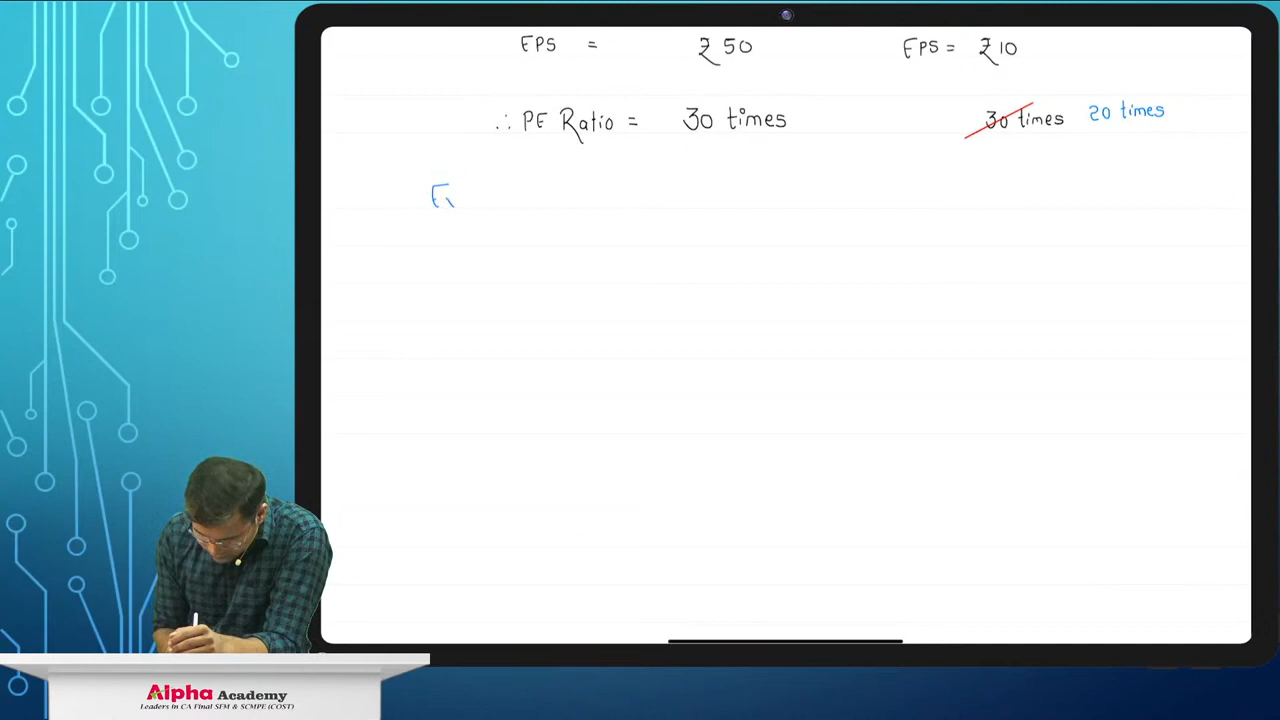 EPS = ₹ 50 EPS = ₹ 10
∴ PE Ratio = 30 times 30 times 20 times
Alpha Academy
Leaders in CA Final SFM & SCMPE (COST)